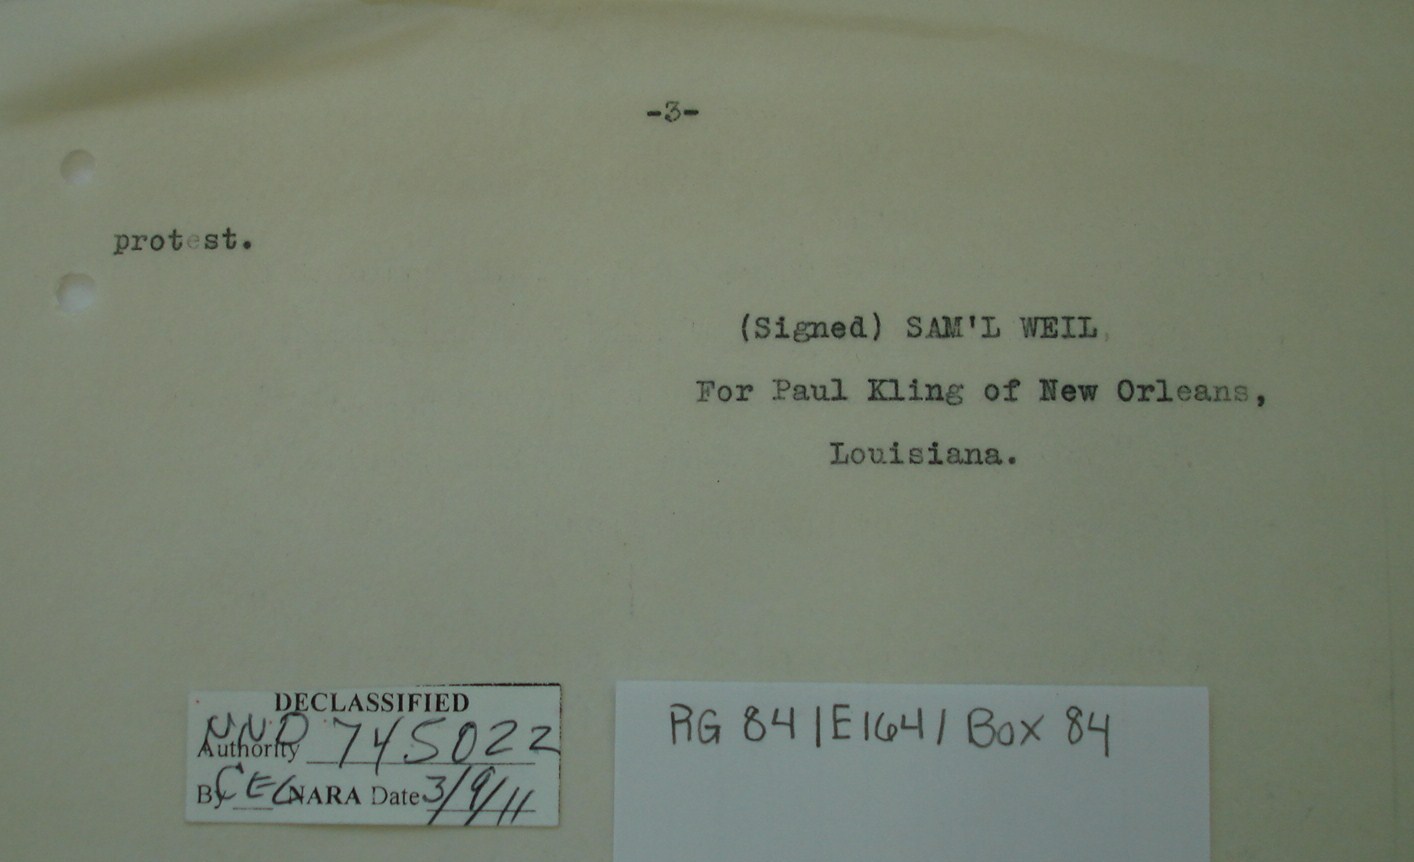 -3-
protest.
(Signed) SAM'L WEIL
For Paul Kling of New Orleans,
Louisiana.
DECLASSIFIED
Authority NND 745022
By CEG NARA Date 3/9/11
RG 84 / E164 / Box 84